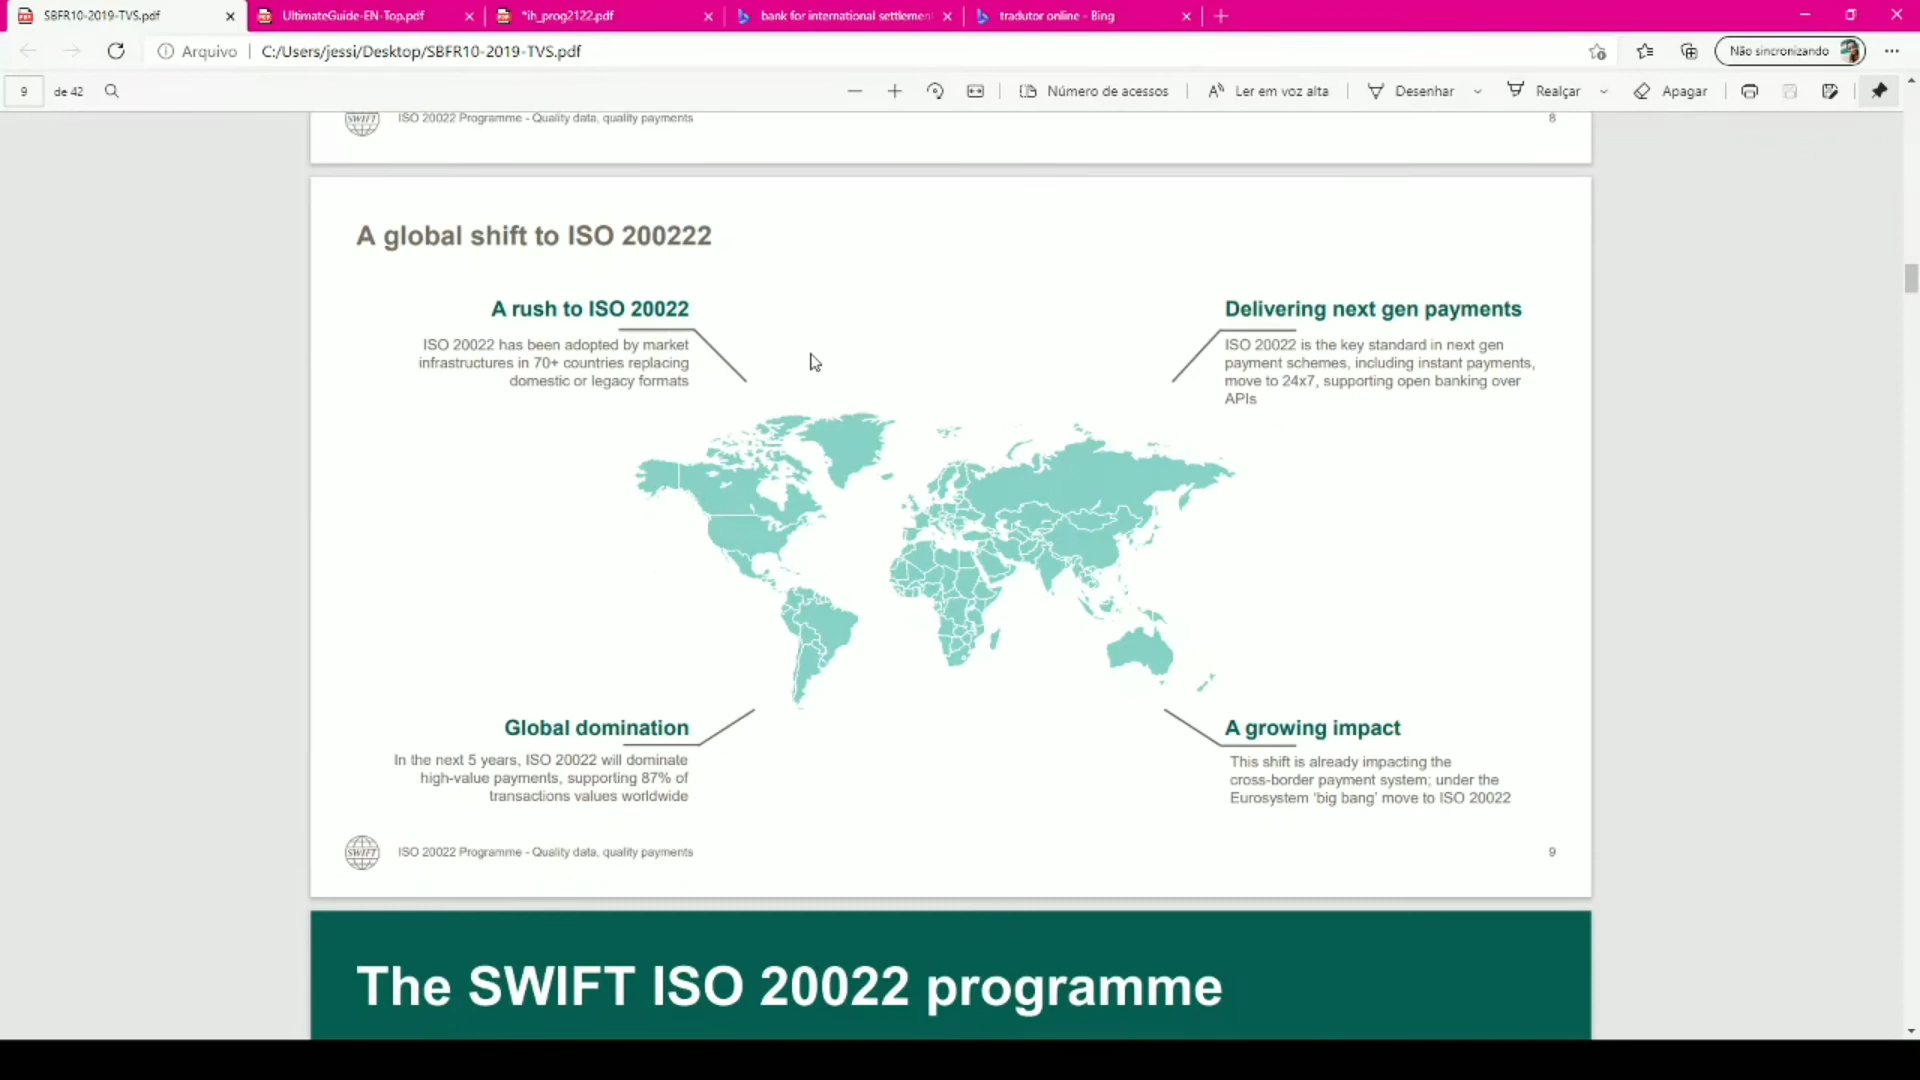 SBFR10-2019-TVS.pdf
UltimateGuide-EN-Top.pdf
*ih_prog2122.pdf
bank for international settlement
tradutor online - Bing
Arquivo
C:/Users/jessi/Desktop/SBFR10-2019-TVS.pdf
Não sincronizando
9
de 42
Número de acessos
Ler em voz alta
Desenhar
Realçar
Apagar
SWIFT
ISO 20022 Programme - Quality data, quality payments
8
A global shift to ISO 200222
A rush to ISO 20022
ISO 20022 has been adopted by market
infrastructures in 70+ countries replacing
domestic or legacy formats
Delivering next gen payments
ISO 20022 is the key standard in next gen
payment schemes, including instant payments,
move to 24x7, supporting open banking over
APIs
Global domination
In the next 5 years, ISO 20022 will dominate
high-value payments, supporting 87% of
transactions values worldwide
A growing impact
This shift is already impacting the
cross-border payment system; under the
Eurosystem ‘big bang’ move to ISO 20022
SWIFT
ISO 20022 Programme - Quality data, quality payments
9
The SWIFT ISO 20022 programme